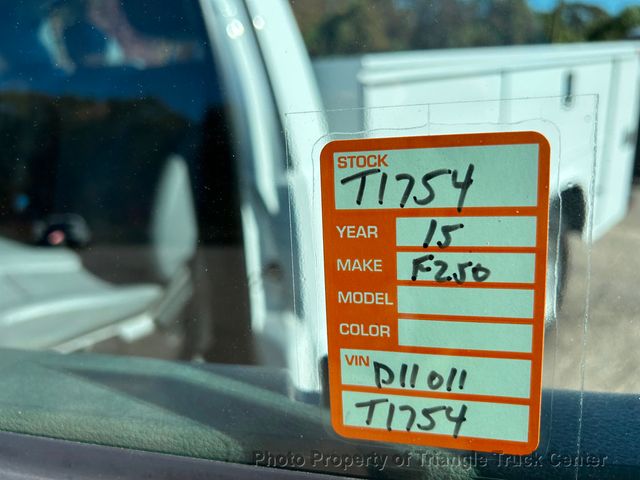 STOCK
T1754
YEAR 15
MAKE F250
MODEL
COLOR
VIN
D11011
T1754
Photo Property of Triangle Truck Center